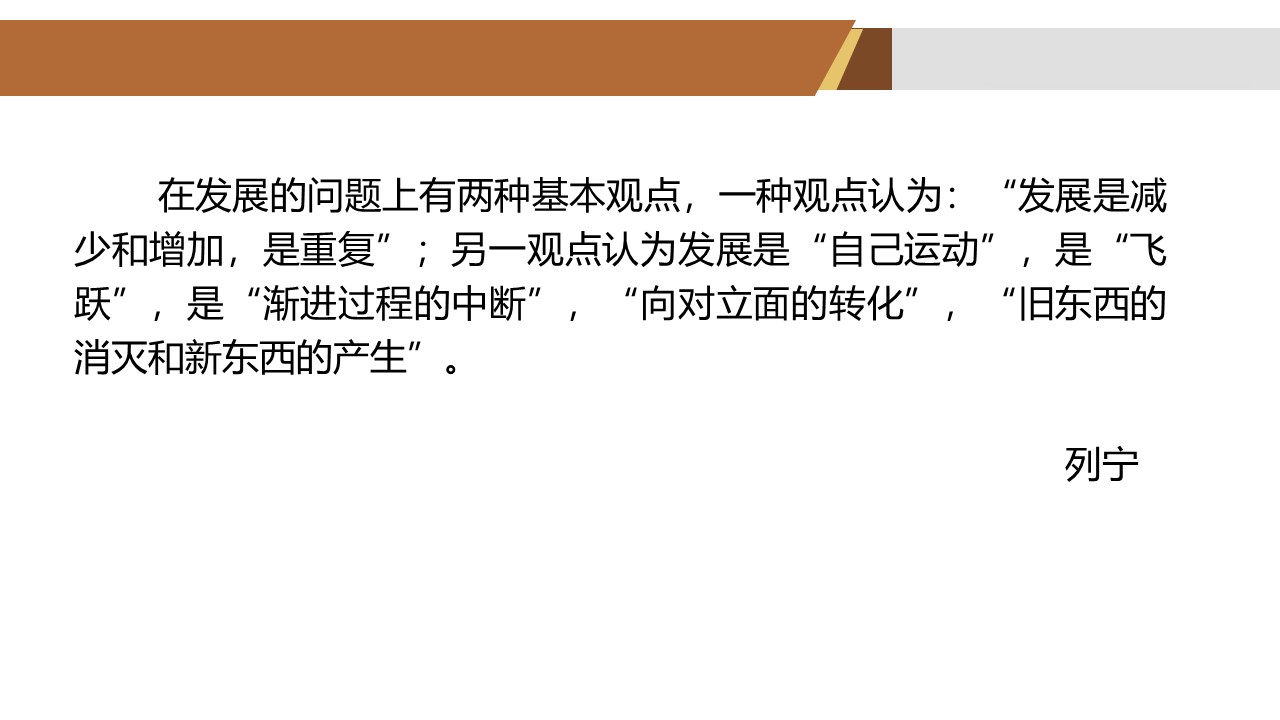 在发展的问题上有两种基本观点，一种观点认为：“发展是减
少和增加，是重复”；另一观点认为发展是“自己运动”，是“飞
跃”，是“渐进过程的中断”，“向对立面的转化”，“旧东西的
消灭和新东西的产生”。
列宁